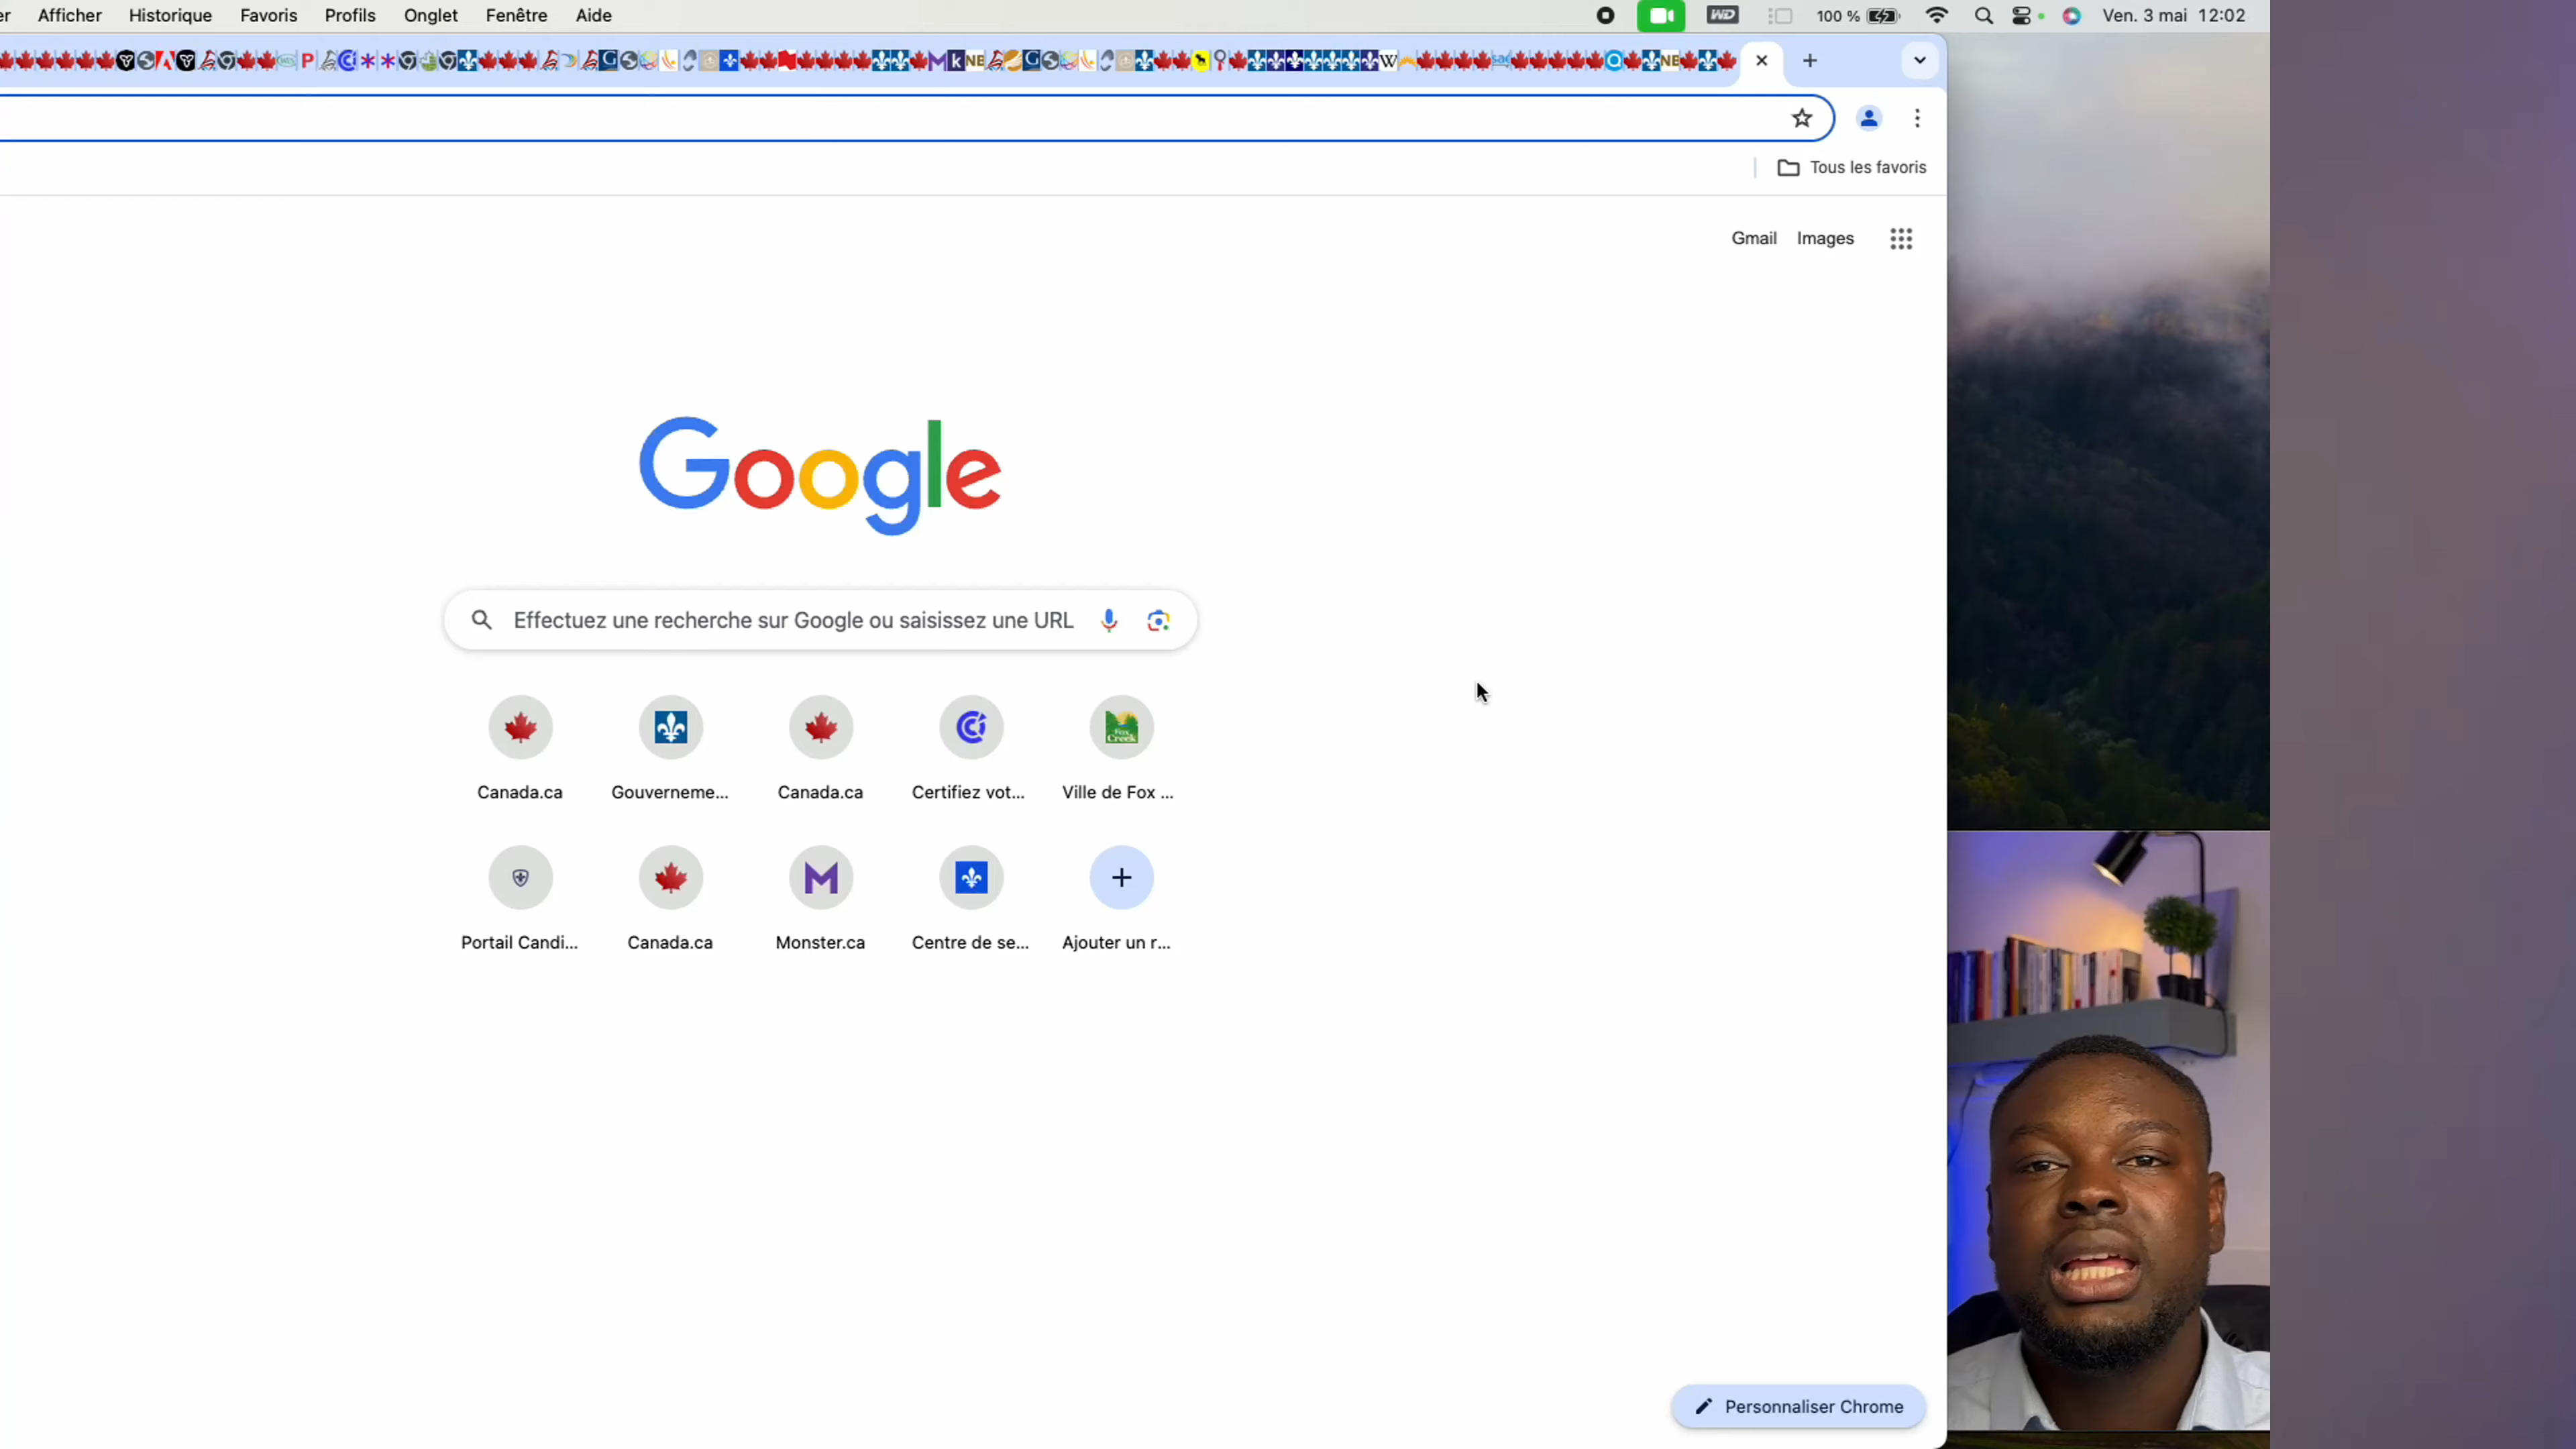 Afficher Historique Favoris Profils Onglet Fenêtre Aide
WD 100 % Ven. 3 mai 12:02
Tous les favoris
Gmail Images
Google
Effectuez une recherche sur Google ou saisissez une URL
Canada.ca Gouverneme... Canada.ca Certifiez vot... Ville de Fox ...
Portail Candi... Canada.ca Monster.ca Centre de se... Ajouter un r...
Personnaliser Chrome